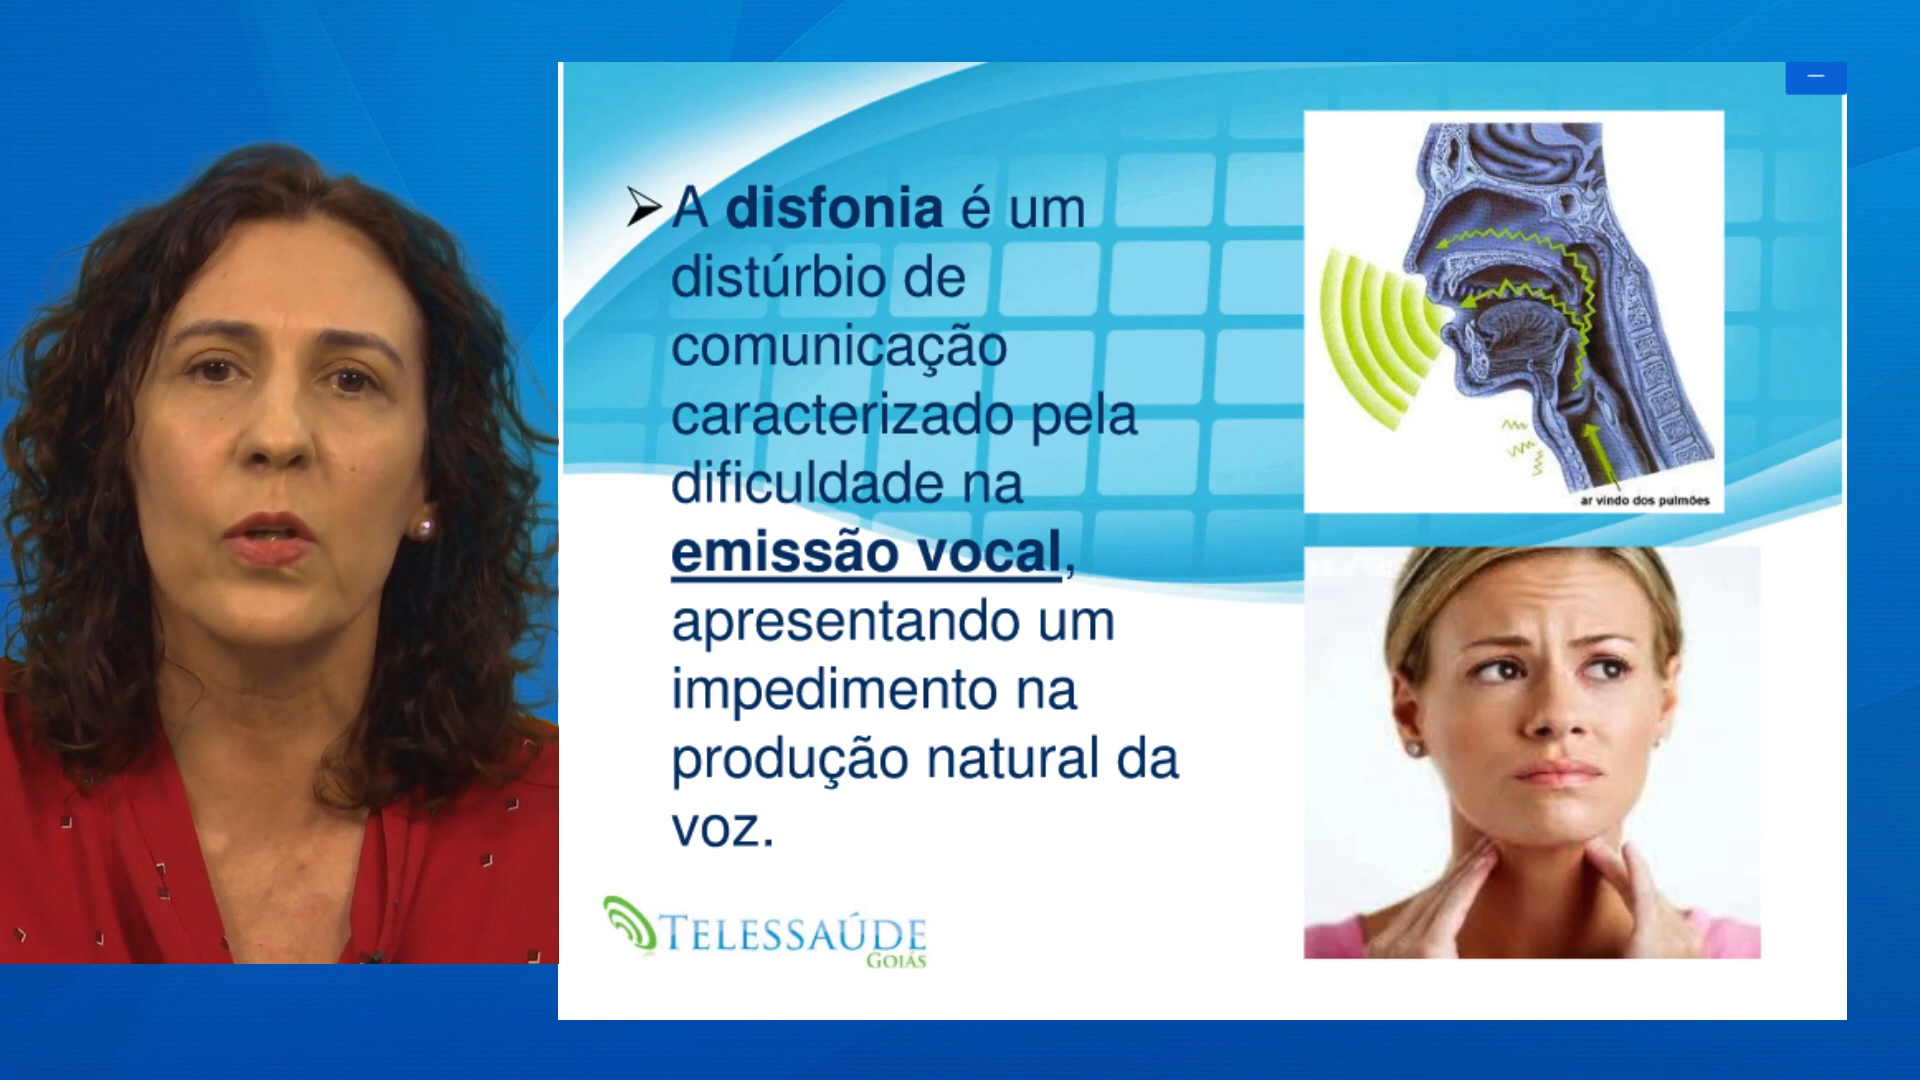 A disfonia é um
distúrbio de
comunicação
caracterizado pela
dificuldade na
emissão vocal,
apresentando um
impedimento na
produção natural da
voz.
ar vindo dos pulmões
TELESSAÚDE
GOIÁS